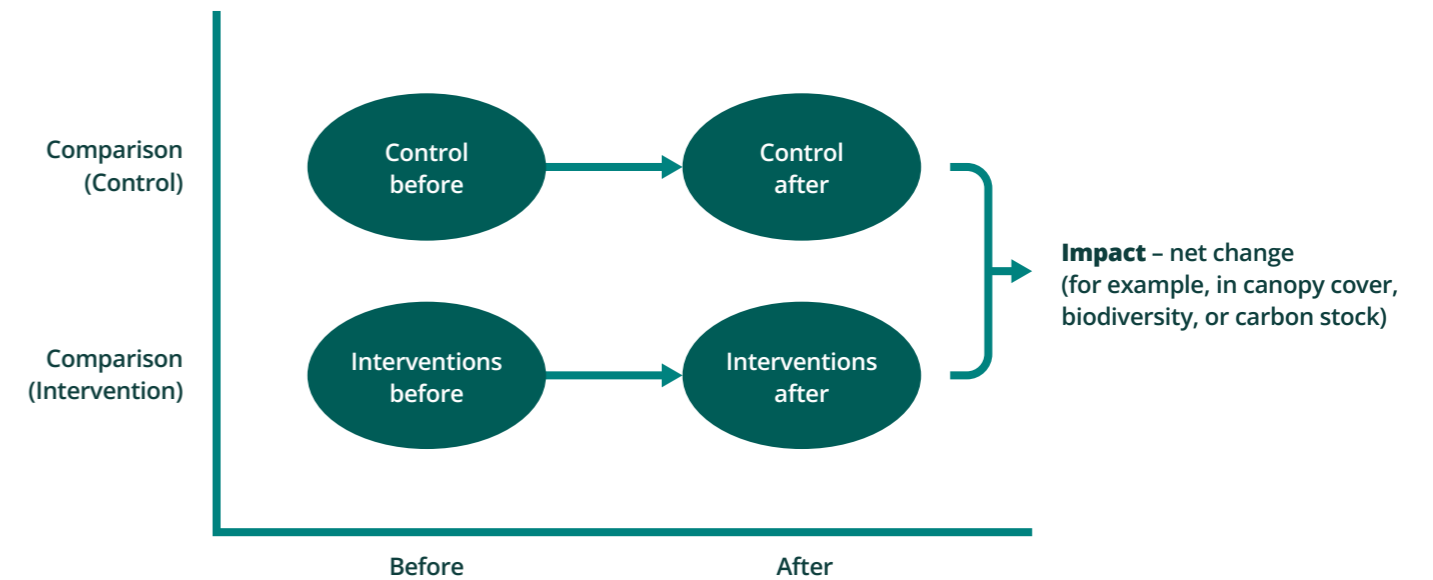 Comparison
(Control)
Control
before
Control
after
Impact – net change
(for example, in canopy cover,
biodiversity, or carbon stock)
Comparison
(Intervention)
Interventions
before
Interventions
after
Before
After